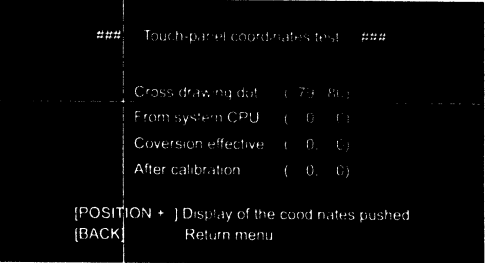 ### Touch-panel coordinates test ###
Cross drawing dot ( 79, 86)
From system CPU ( 0, 0)
Coversion effective ( 0, 0)
After calibration ( 0, 0)
[POSITION + ] Display of the cood nates pushed
[BACK] Return menu